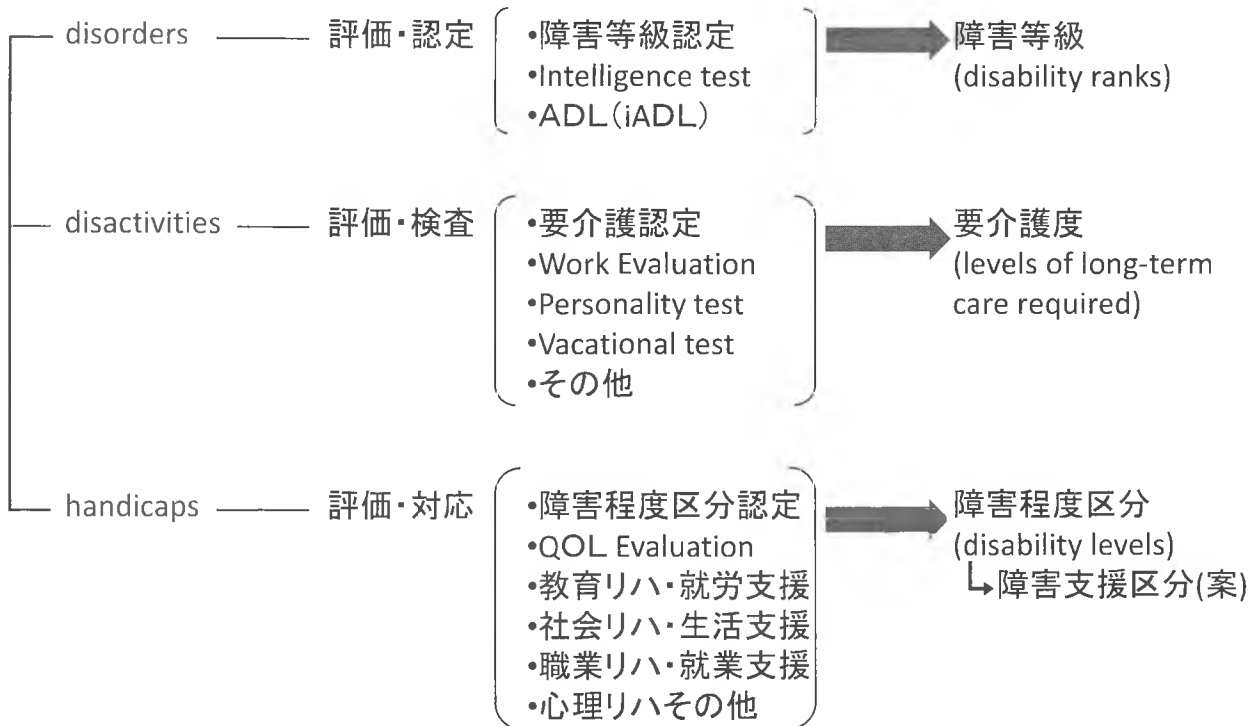 disorders 評価・認定 •障害等級認定 障害等級
•Intelligence test (disability ranks)
•ADL(iADL)
disactivities 評価・検査 •要介護認定 要介護度
•Work Evaluation (levels of long-term
•Personality test care required)
•Vacational test
•その他
handicaps 評価・対応 •障害程度区分認定 障害程度区分
•QOL Evaluation (disability levels)
•教育リハ・就労支援 障害支援区分(案)
•社会リハ・生活支援
•職業リハ・就業支援
•心理リハその他